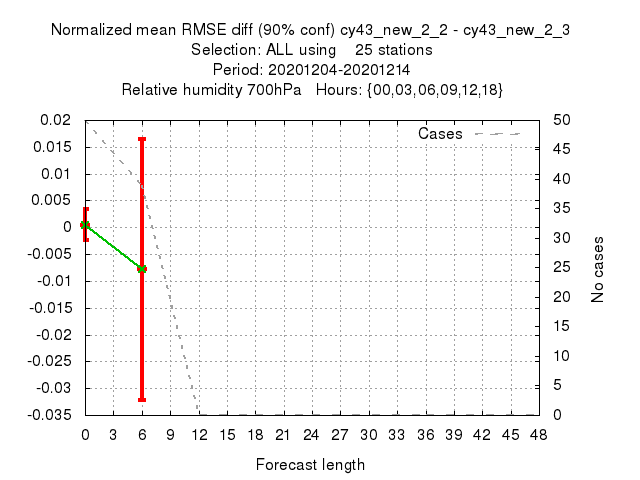 Normalized mean RMSE diff (90% conf) cy43_new_2_2 - cy43_new_2_3
Selection: ALL using 25 stations
Period: 20201204-20201214
Relative humidity 700hPa Hours: {00,03,06,09,12,18}
Cases
0.02
0.015
0.01
0.005
0
-0.005
-0.01
-0.015
-0.02
-0.025
-0.03
-0.035
50
45
40
35
30
25
20
15
10
5
0
No cases
0 3 6 9 12 15 18 21 24 27 30 33 36 39 42 45 48
Forecast length